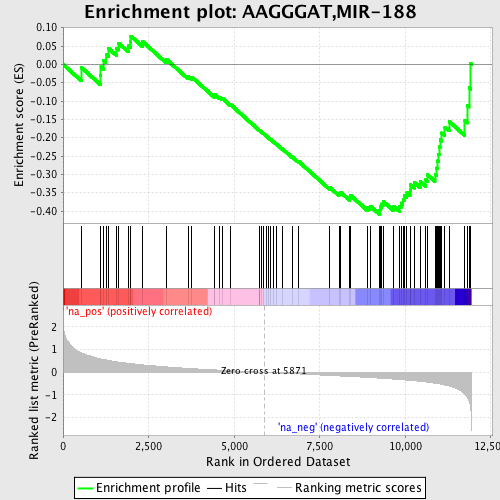 Enrichment plot: AAGGGAT,MIR-188
Enrichment score (ES)
0.10
0.05
0.00
-0.05
-0.10
-0.15
-0.20
-0.25
-0.30
-0.35
-0.40
'na_pos' (positively correlated)
Ranked list metric (PreRanked)
2
1
0
-1
-2
Zero cross at 5871
'na_neg' (negatively correlated)
0
2,500
5,000
7,500
10,000
12,500
Rank in Ordered Dataset
Enrichment profile
Hits
Ranking metric scores